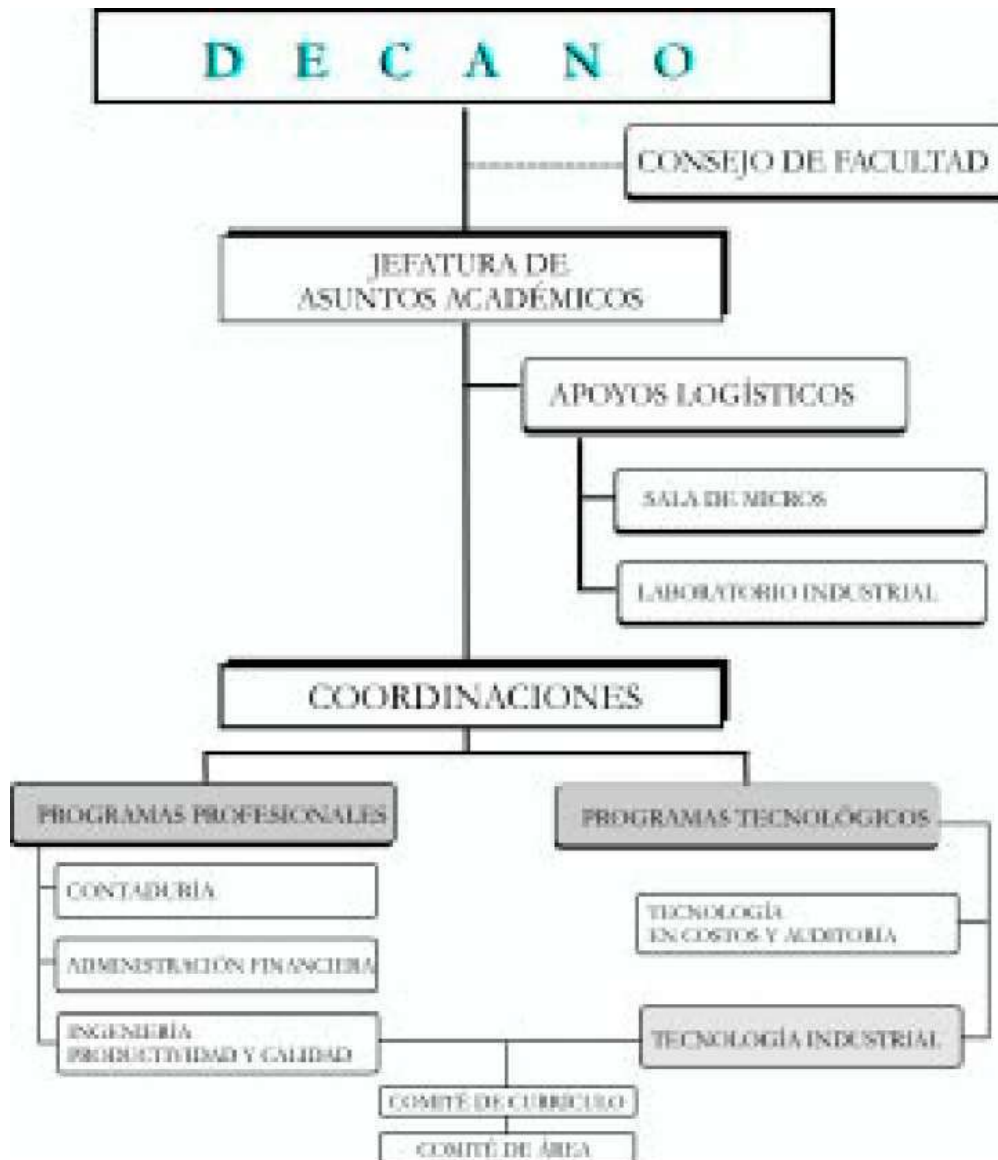 DECANO
CONSEJO DE FACULTAD
JEFATURA DE
ASUNTOS ACADÉMICOS
APOYOS LOGÍSTICOS
SALA DE MICROS
LABORATORIO INDUSTRIAL
COORDINACIONES
PROGRAMAS PROFESIONALES
PROGRAMAS TECNOLÓGICOS
CONTADURÍA
TECNOLOGÍA
EN COSTOS Y AUDITORÍA
ADMINISTRACIÓN FINANCIERA
INGENIERÍA
PRODUCTIVIDAD Y CALIDAD
TECNOLOGÍA INDUSTRIAL
COMITÉ DE CURRÍCULO
COMITÉ DE ÁREA